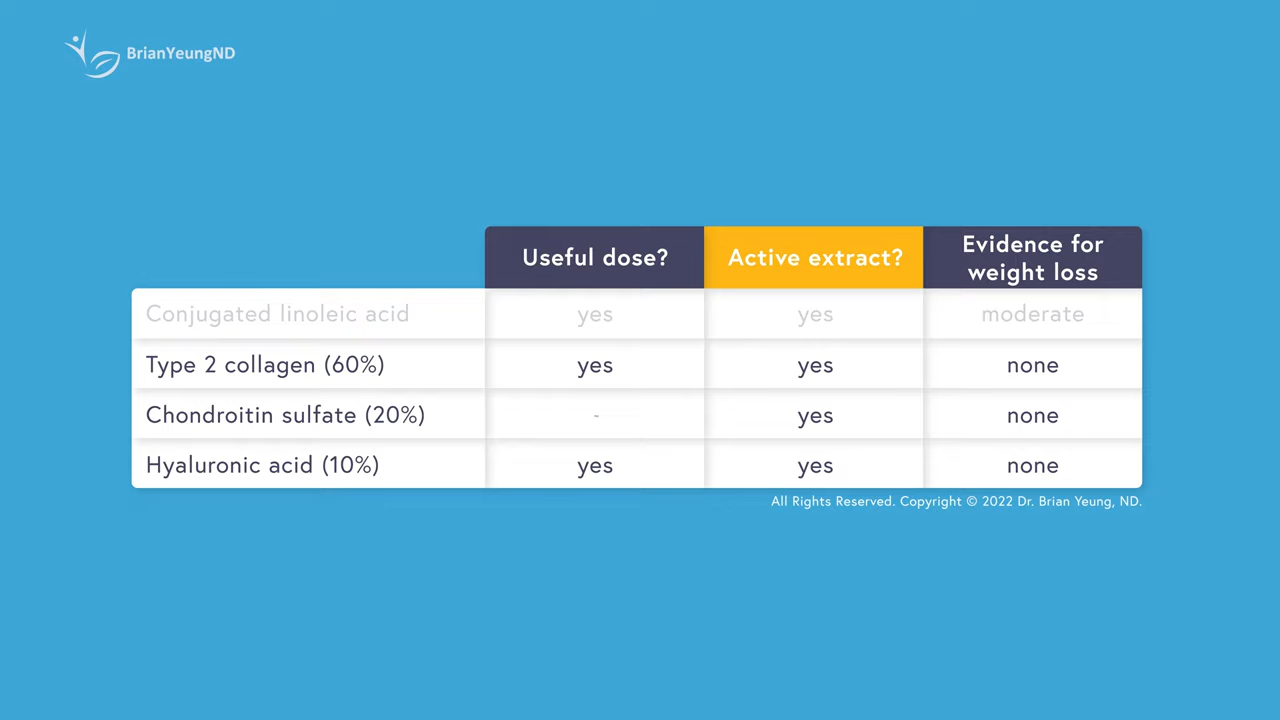 BrianYeungND
Useful dose? Active extract? Evidence for
weight loss
Conjugated linoleic acid yes yes moderate
Type 2 collagen (60%) yes yes none
Chondroitin sulfate (20%) - yes none
Hyaluronic acid (10%) yes yes none
All Rights Reserved. Copyright © 2022 Dr. Brian Yeung, ND.